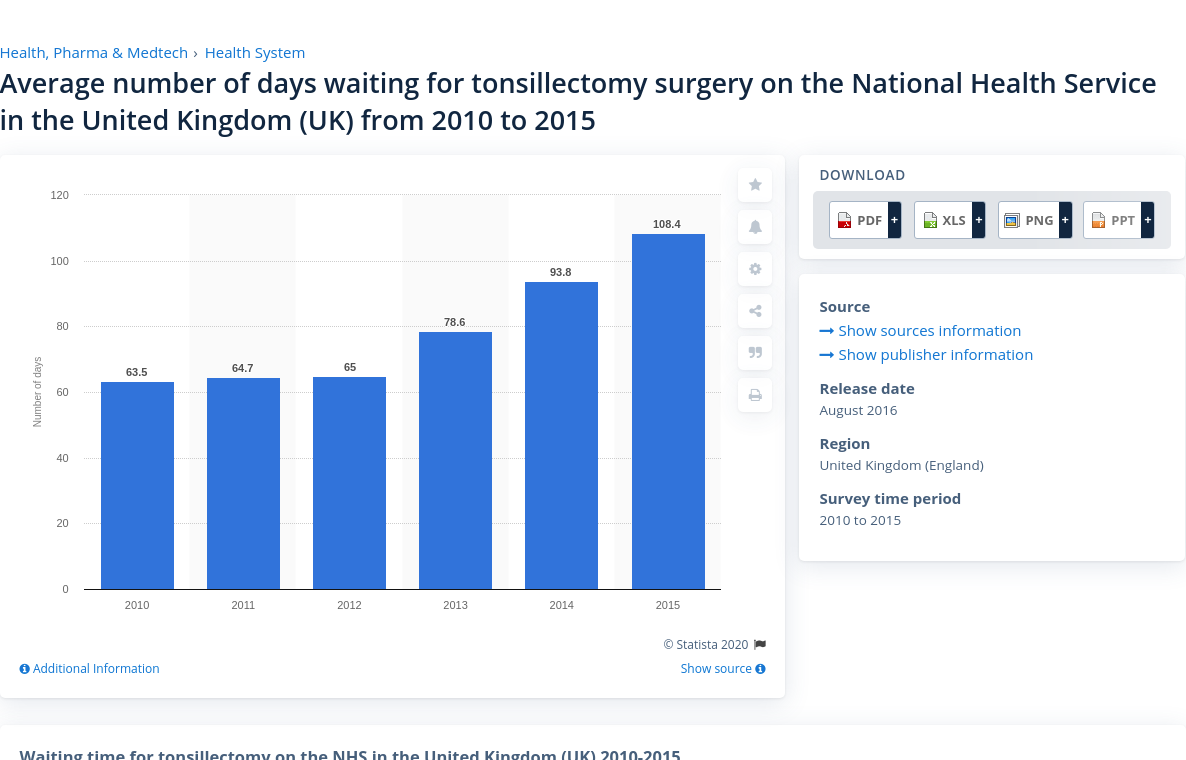 Health, Pharma & Medtech › Health System
Average number of days waiting for tonsillectomy surgery on the National Health Service
in the United Kingdom (UK) from 2010 to 2015
120
100
80
60
40
20
0
Number of days
63.5
64.7
65
78.6
93.8
108.4
2010
2011
2012
2013
2014
2015
© Statista 2020
Additional Information
Show source
DOWNLOAD
PDF +
XLS +
PNG +
PPT +
Source
Show sources information
Show publisher information
Release date
August 2016
Region
United Kingdom (England)
Survey time period
2010 to 2015
Waiting time for tonsillectomy on the NHS in the United Kingdom (UK) 2010-2015